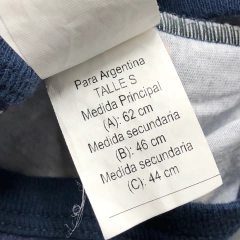 Para Argentina
TALLE S
Medida Principal
(A): 62 cm
Medida secundaria
(B): 46 cm
Medida secundaria
(C): 44 cm